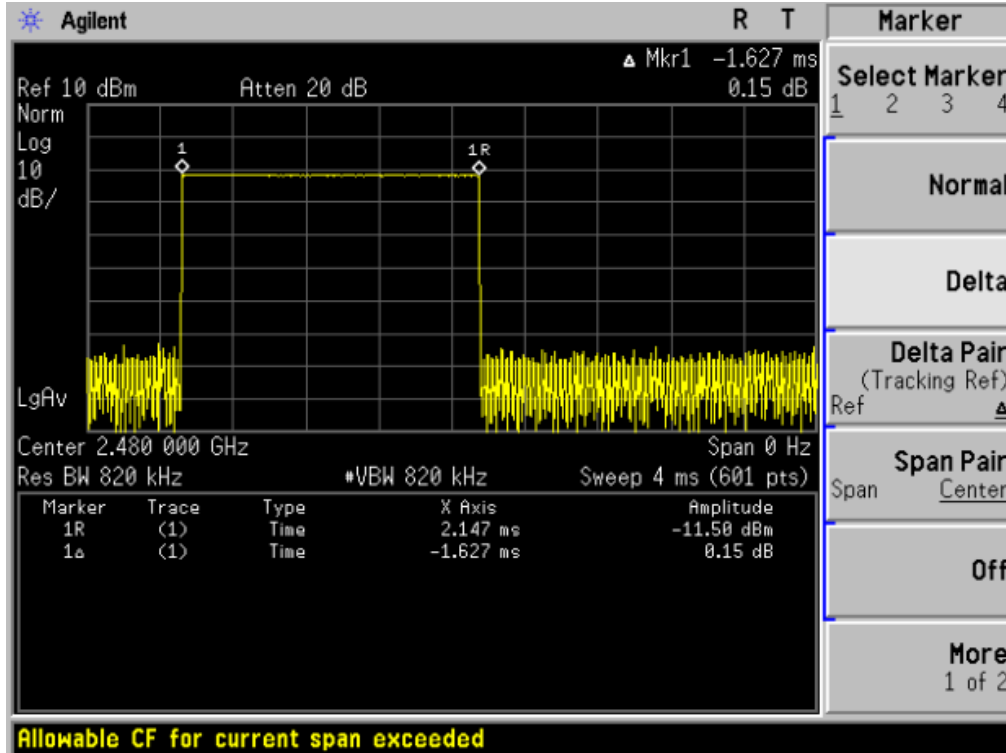 Agilent R T Marker
Δ Mkr1 -1.627 ms
Ref 10 dBm Atten 20 dB 0.15 dB
Norm
Log
10
dB/
1 1R
LgAv
Center 2.480 000 GHz Span 0 Hz
Res BW 820 kHz #VBW 820 kHz Sweep 4 ms (601 pts)
Marker Trace Type X Axis Amplitude
1R (1) Time 2.147 ms -11.50 dBm
1Δ (1) Time -1.627 ms 0.15 dB
Select Marker
1 2 3 4
Normal
Delta
Delta Pair
(Tracking Ref)
Ref Δ
Span Pair
Span Center
Off
More
1 of 2
Allowable CF for current span exceeded